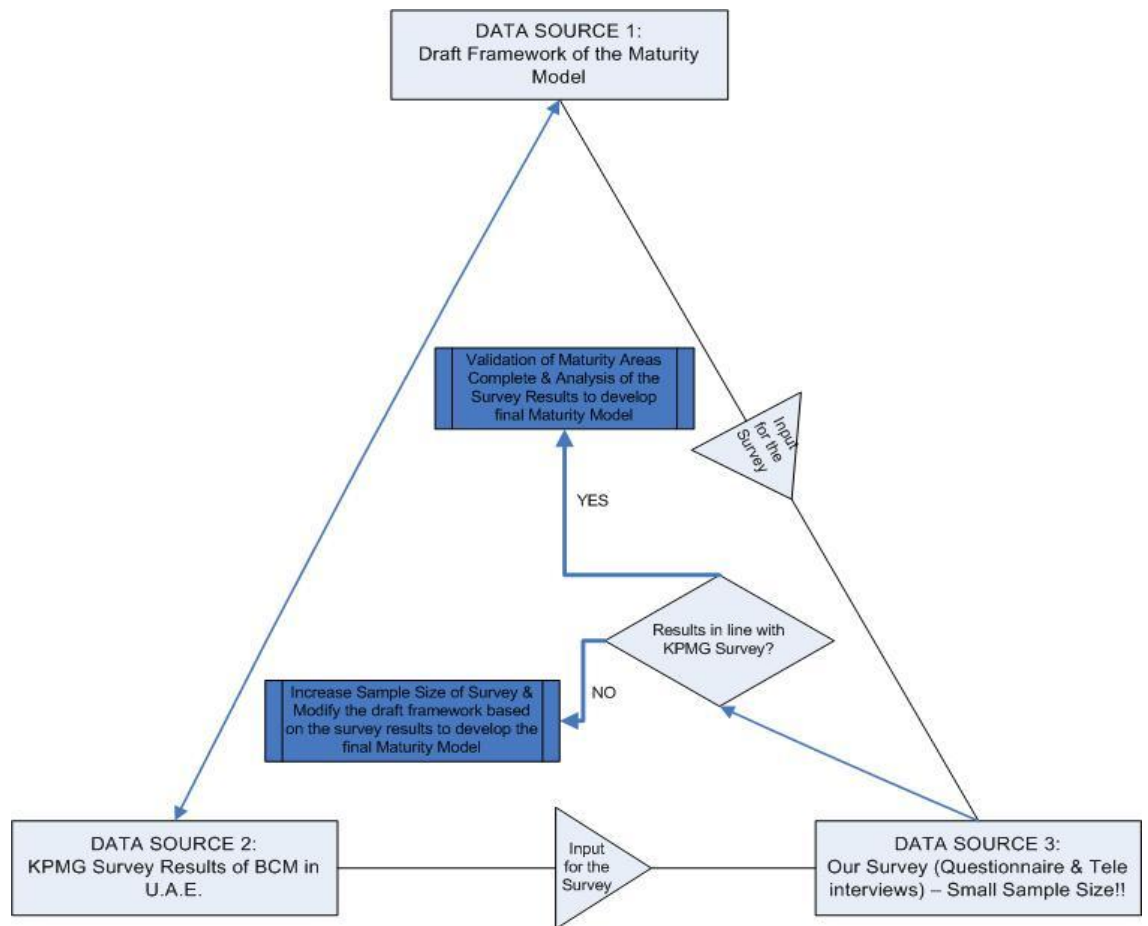 DATA SOURCE 1:
Draft Framework of the Maturity
Model
Validation of Maturity Areas
Complete & Analysis of the
Survey Results to develop
final Maturity Model
Input
for the
Survey
YES
Results in line with
KPMG Survey?
NO
Increase Sample Size of Survey &
Modify the draft framework based
on the survey results to develop the
final Maturity Model
DATA SOURCE 2:
KPMG Survey Results of BCM in
U.A.E.
Input
for the
Survey
DATA SOURCE 3:
Our Survey (Questionnaire & Tele
interviews) – Small Sample Size!!